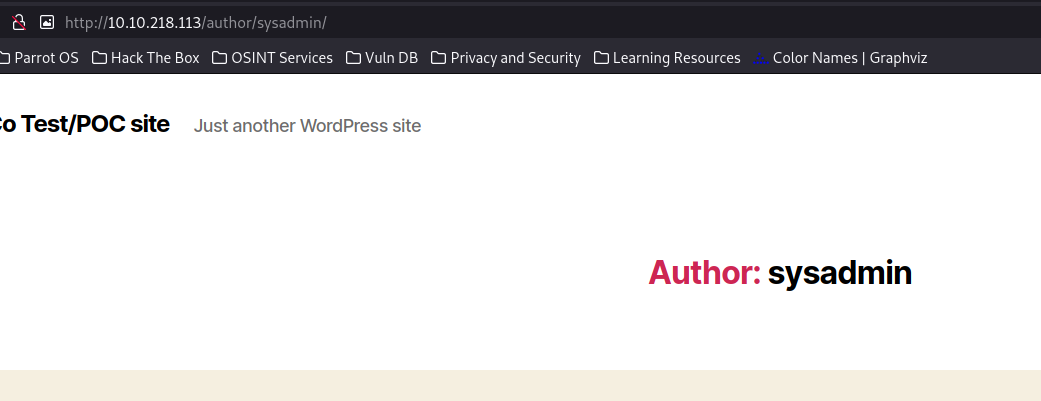 http://10.10.218.113/author/sysadmin/
Parrot OS Hack The Box OSINT Services Vuln DB Privacy and Security Learning Resources Color Names | Graphviz
Co Test/POC site Just another WordPress site
Author: sysadmin